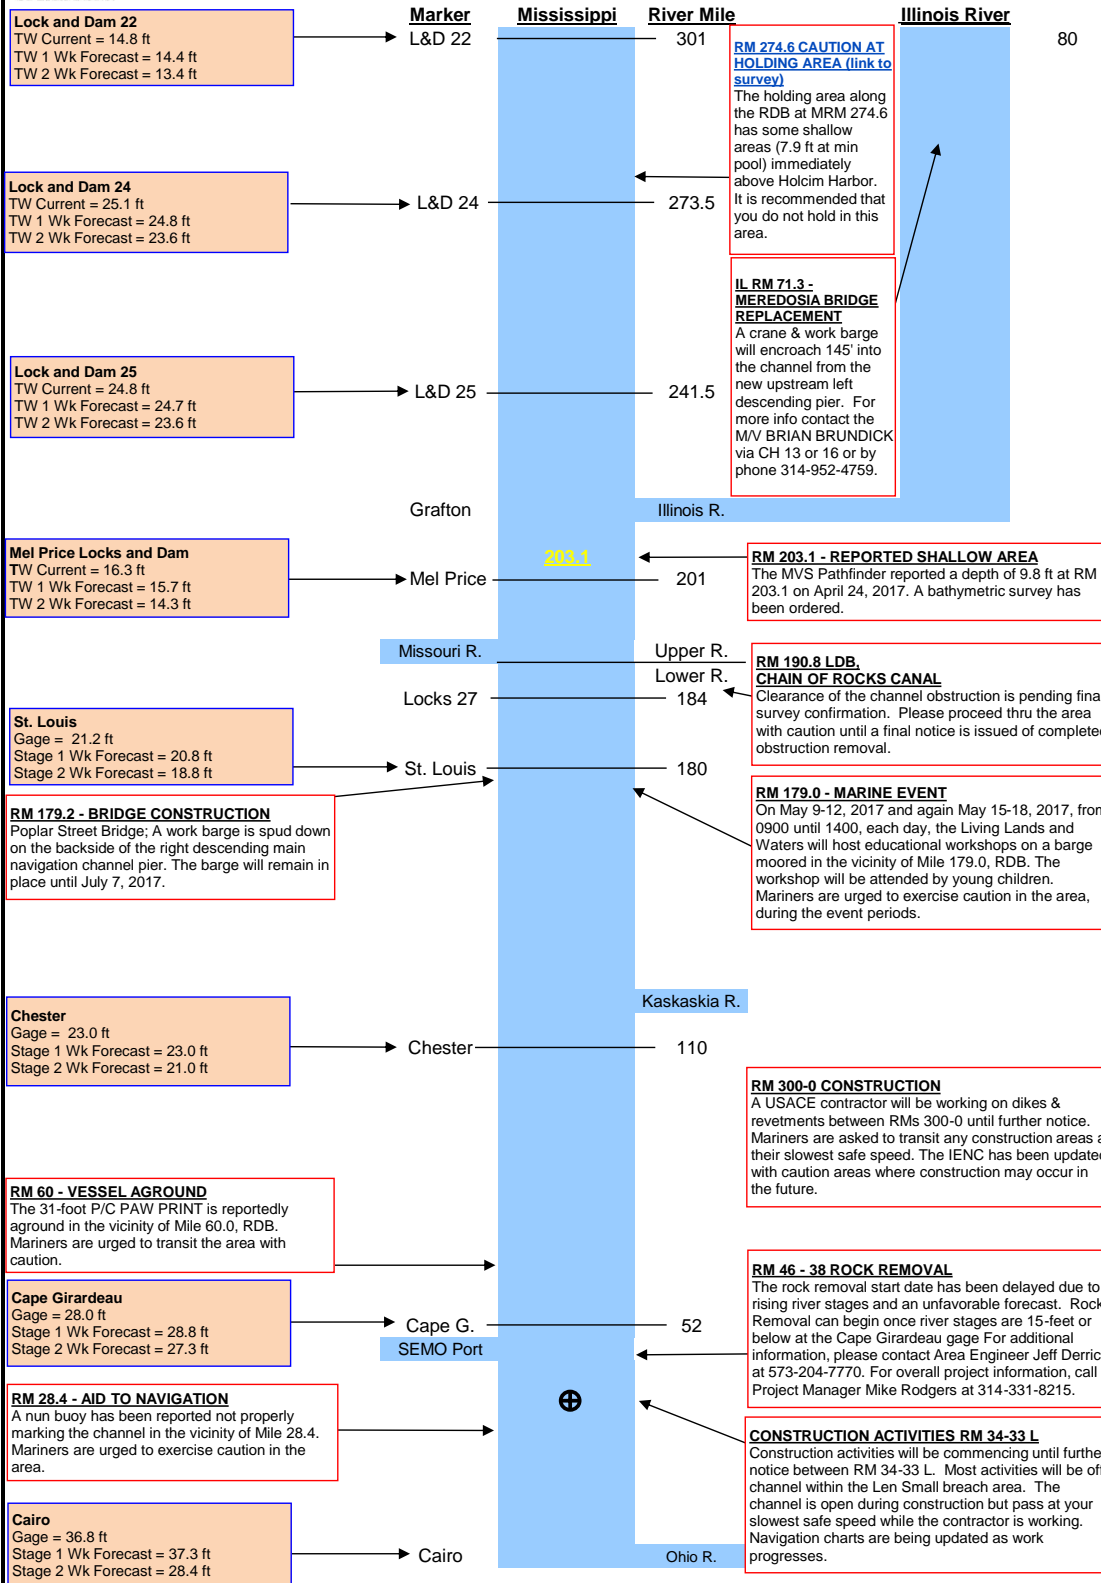 Marker Mississippi River Mile Illinois River
Lock and Dam 22
TW Current = 14.8 ft
TW 1 Wk Forecast = 14.4 ft
TW 2 Wk Forecast = 13.4 ft
L&D 22 301 80
RM 274.6 CAUTION AT
HOLDING AREA (link to
survey)
The holding area along
the RDB at MRM 274.6
has some shallow
areas (7.9 ft at min
pool) immediately
above Holcim Harbor.
It is recommended that
you do not hold in this
area.
Lock and Dam 24
TW Current = 25.1 ft
TW 1 Wk Forecast = 24.8 ft
TW 2 Wk Forecast = 23.6 ft
L&D 24 273.5
IL RM 71.3 -
MEREDOSIA BRIDGE
REPLACEMENT
A crane & work barge
will encroach 145' into
the channel from the
new upstream left
descending pier. For
more info contact the
M/V BRIAN BRUNDICK
via CH 13 or 16 or by
phone 314-952-4759.
Lock and Dam 25
TW Current = 24.8 ft
TW 1 Wk Forecast = 24.7 ft
TW 2 Wk Forecast = 23.6 ft
L&D 25 241.5
Grafton Illinois R.
Mel Price Locks and Dam
TW Current = 16.3 ft
TW 1 Wk Forecast = 15.7 ft
TW 2 Wk Forecast = 14.3 ft
203.1
Mel Price 201
RM 203.1 - REPORTED SHALLOW AREA
The MVS Pathfinder reported a depth of 9.8 ft at RM
203.1 on April 24, 2017. A bathymetric survey has
been ordered.
Missouri R. Upper R.
Lower R.
Locks 27 184
RM 190.8 LDB,
CHAIN OF ROCKS CANAL
Clearance of the channel obstruction is pending fina
survey confirmation. Please proceed thru the area
with caution until a final notice is issued of complete
obstruction removal.
St. Louis
Gage = 21.2 ft
Stage 1 Wk Forecast = 20.8 ft
Stage 2 Wk Forecast = 18.8 ft
St. Louis 180
RM 179.2 - BRIDGE CONSTRUCTION
Poplar Street Bridge; A work barge is spud down
on the backside of the right descending main
navigation channel pier. The barge will remain in
place until July 7, 2017.
RM 179.0 - MARINE EVENT
On May 9-12, 2017 and again May 15-18, 2017, from
0900 until 1400, each day, the Living Lands and
Waters will host educational workshops on a barge
moored in the vicinity of Mile 179.0, RDB. The
workshop will be attended by young children.
Mariners are urged to exercise caution in the area,
during the event periods.
Kaskaskia R.
Chester
Gage = 23.0 ft
Stage 1 Wk Forecast = 23.0 ft
Stage 2 Wk Forecast = 21.0 ft
Chester 110
RM 300-0 CONSTRUCTION
A USACE contractor will be working on dikes &
revetments between RMs 300-0 until further notice.
Mariners are asked to transit any construction areas a
their slowest safe speed. The IENC has been updated
with caution areas where construction may occur in
the future.
RM 60 - VESSEL AGROUND
The 31-foot P/C PAW PRINT is reportedly
aground in the vicinity of Mile 60.0, RDB.
Mariners are urged to transit the area with
caution.
Cape Girardeau
Gage = 28.0 ft
Stage 1 Wk Forecast = 28.8 ft
Stage 2 Wk Forecast = 27.3 ft
Cape G. 52
SEMO Port
RM 46 - 38 ROCK REMOVAL
The rock removal start date has been delayed due to
rising river stages and an unfavorable forecast. Rock
Removal can begin once river stages are 15-feet or
below at the Cape Girardeau gage For additional
information, please contact Area Engineer Jeff Derric
at 573-204-7770. For overall project information, call
Project Manager Mike Rodgers at 314-331-8215.
RM 28.4 - AID TO NAVIGATION
A nun buoy has been reported not properly
marking the channel in the vicinity of Mile 28.4.
Mariners are urged to exercise caution in the
area.
CONSTRUCTION ACTIVITIES RM 34-33 L
Construction activities will be commencing until furthe
notice between RM 34-33 L. Most activities will be off
channel within the Len Small breach area. The
channel is open during construction but pass at your
slowest safe speed while the contractor is working.
Navigation charts are being updated as work
progresses.
Cairo
Gage = 36.8 ft
Stage 1 Wk Forecast = 37.3 ft
Stage 2 Wk Forecast = 28.4 ft
Cairo Ohio R.